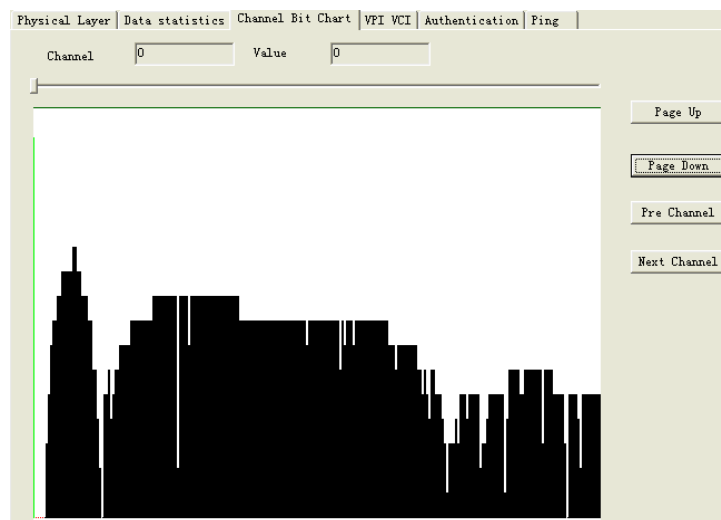 Physical Layer Data statistics Channel Bit Chart VPI VCI Authentication Ping
Channel 0 Value 0
Page Up
Page Down
Pre Channel
Next Channel